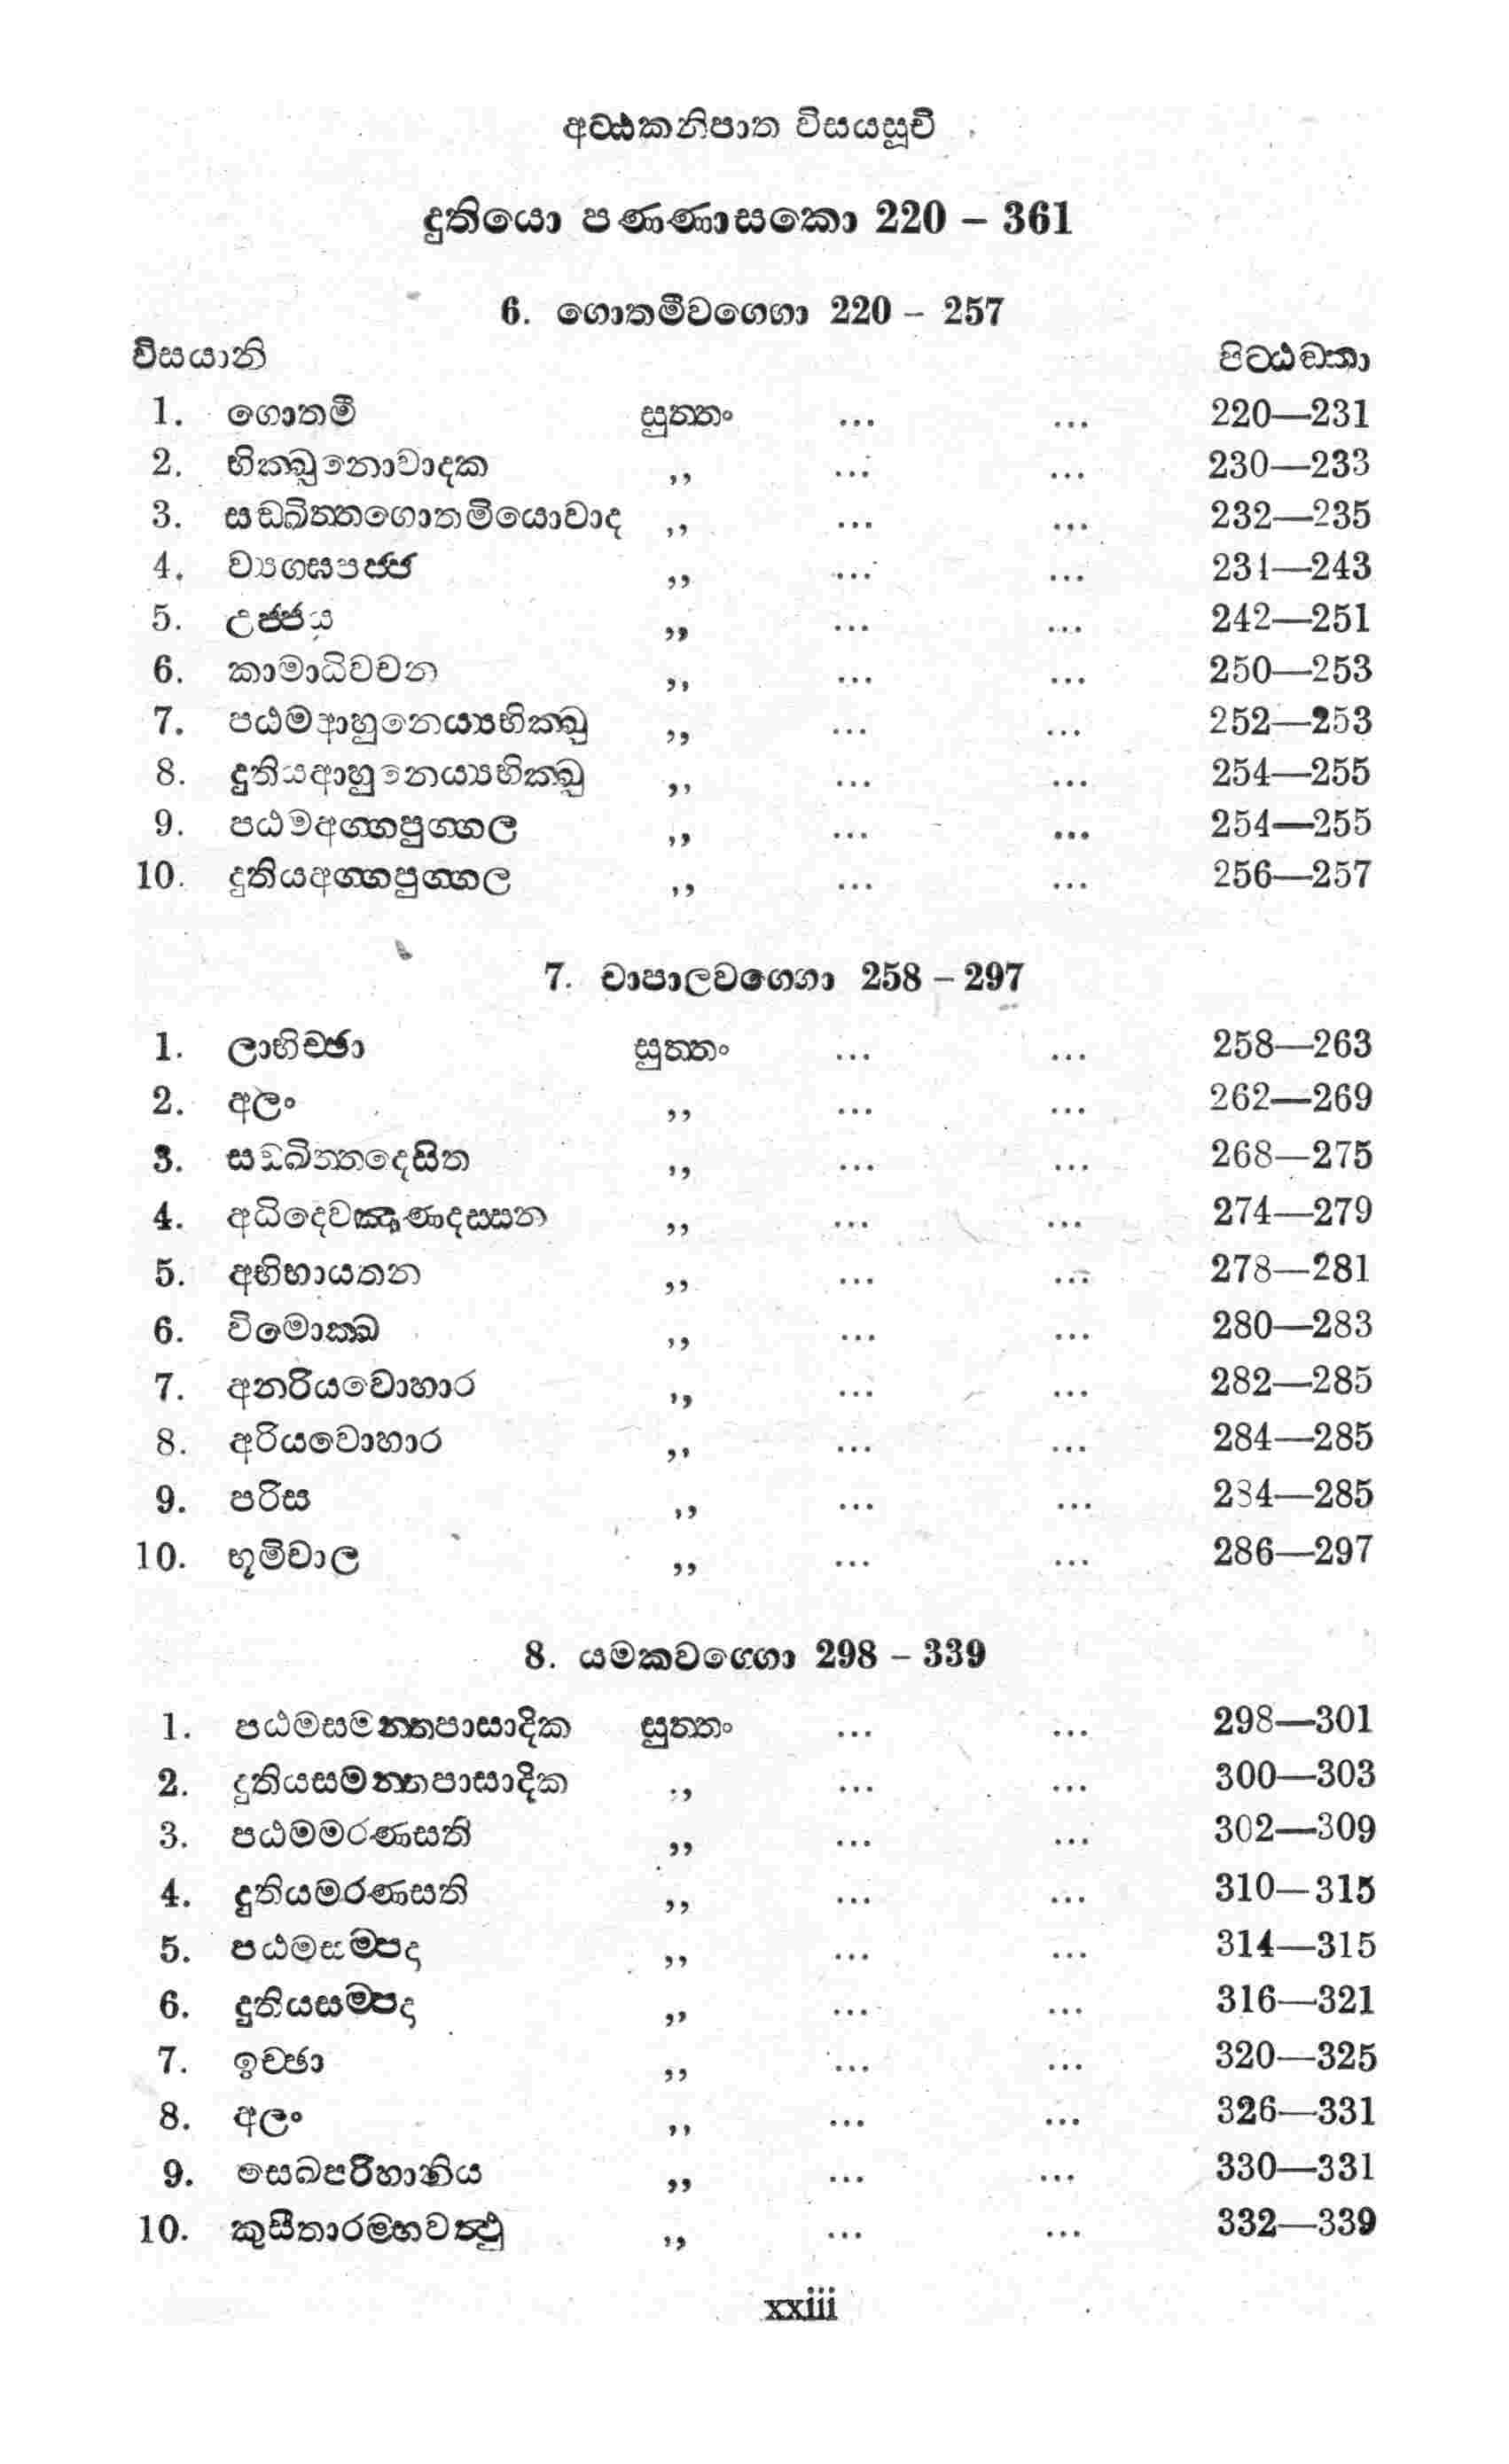 අට්ඨකනිපාත විසයසූචි
දුතියො පණ්ණාසකො 220 – 361
6. ගොතමීවග්ගො 220 – 257
විසයානි පිට්ඨඞ්කා
1. ගොතමී සුත්තං ... ... 220—231
2. භික්ඛුනොවාදක ,, ... ... 230—233
3. සඞ්ඛිත්තගොතමියොවාද ,, ... ... 232—235
4. ව්‍යග්ඝපජ්ජ ,, ... ... 234—243
5. උජ්ජය ,, ... ... 242—251
6. කාමාධිවචන ,, ... ... 250—253
7. පඨමආහුනෙය්‍යභික්ඛු ,, ... ... 252—253
8. දුතියආහුනෙය්‍යභික්ඛු ,, ... ... 254—255
9. පඨමඅග්ගපුග්ගල ,, ... ... 254—255
10. දුතියඅග්ගපුග්ගල ,, ... ... 256—257
7. චාපාලවග්ගො 258 – 297
1. ලාභිච්ඡා සුත්තං ... ... 258—263
2. අලං ,, ... ... 262—269
3. සඞ්ඛිත්තදෙසිත ,, ... ... 268—275
4. අධිදෙවඤාණදස්සන ,, ... ... 274—279
5. අභිභායතන ,, ... ... 278—281
6. විමොක්ඛ ,, ... ... 280—283
7. අනරියවොහාර ,, ... ... 282—285
8. අරියවොහාර ,, ... ... 284—285
9. පරිස ,, ... ... 284—285
10. භූමිචාල ,, ... ... 286—297
8. යමකවග්ගො 298 – 339
1. පඨමසමන්තපාසාදික සුත්තං ... ... 298—301
2. දුතියසමන්තපාසාදික ,, ... ... 300—303
3. පඨමමරණසති ,, ... ... 302—309
4. දුතියමරණසති ,, ... ... 310—315
5. පඨමසම්පදා ,, ... ... 314—315
6. දුතියසම්පදා ,, ... ... 316—321
7. ඉච්ඡා ,, ... ... 320—325
8. අලං ,, ... ... 326—331
9. සෙඛපරිහානිය ,, ... ... 330—331
10. කුසීතාරම්භවත්ථු ,, ... ... 332—339
xxiii